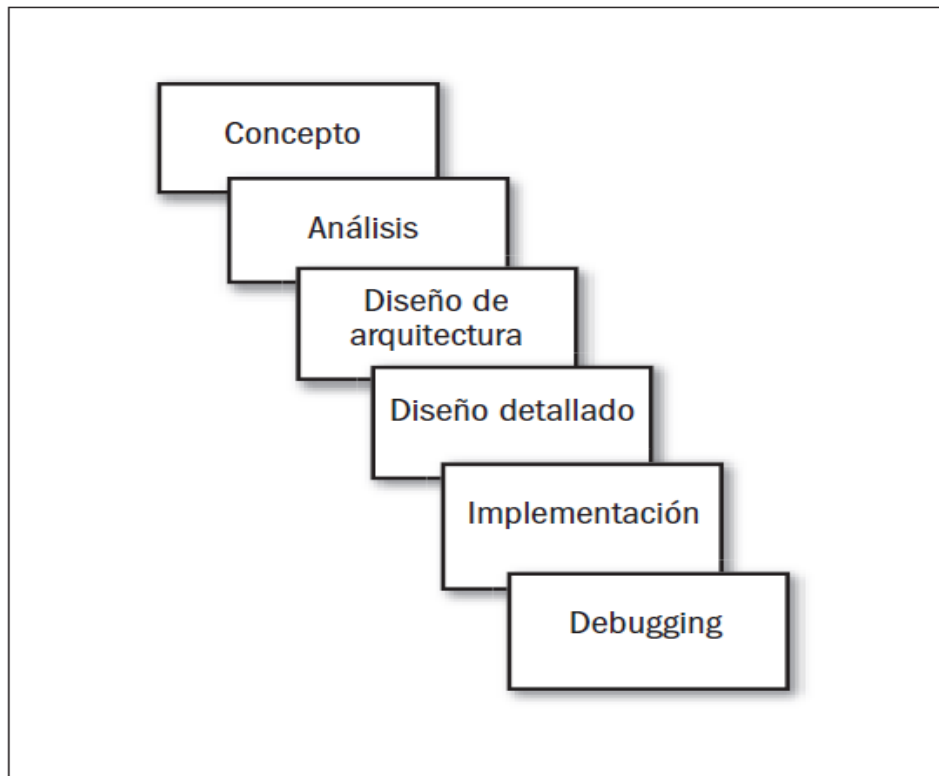 Concepto
Análisis
Diseño de
arquitectura
Diseño detallado
Implementación
Debugging